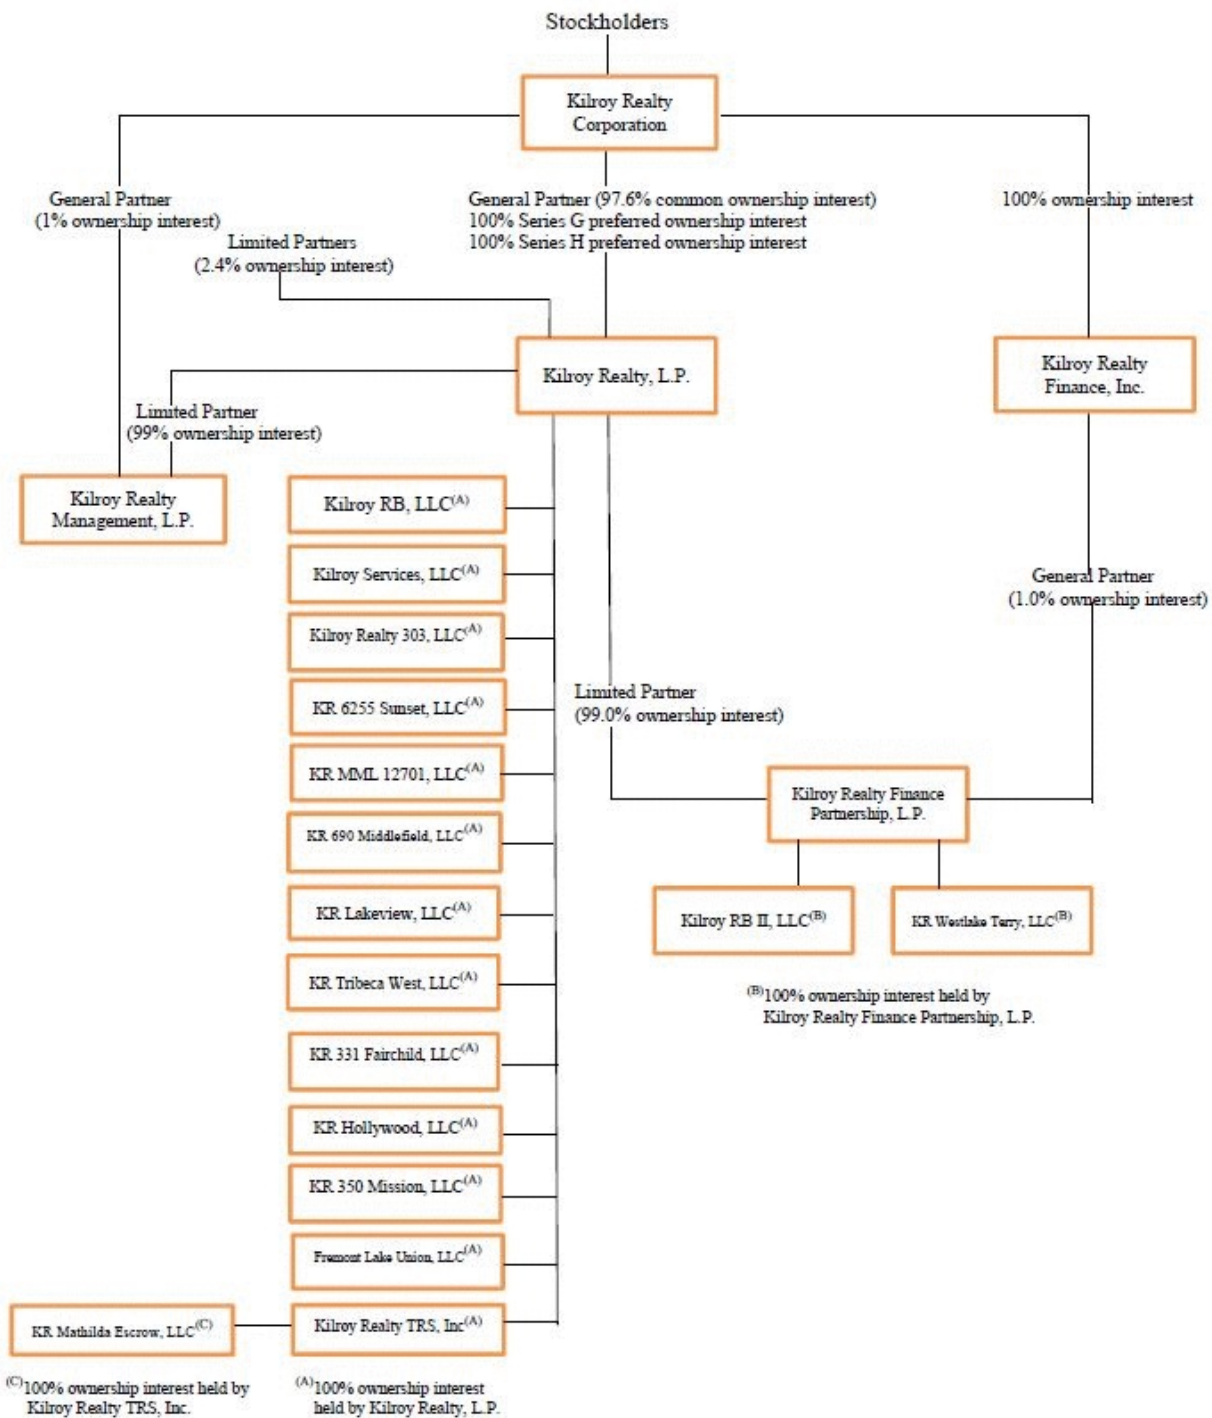 Stockholders
Kilroy Realty
Corporation
General Partner
(1% ownership interest)
General Partner (97.6% common ownership interest)
100% Series G preferred ownership interest
100% Series H preferred ownership interest
100% ownership interest
Limited Partners
(2.4% ownership interest)
Kilroy Realty, L.P.
Kilroy Realty
Finance, Inc.
Limited Partner
(99% ownership interest)
Kilroy Realty
Management, L.P.
Kilroy RB, LLC(A)
Kilroy Services, LLC(A)
General Partner
(1.0% ownership interest)
Kilroy Realty 303, LLC(A)
KR 6255 Sunset, LLC(A)
Limited Partner
(99.0% ownership interest)
KR MML 12701, LLC(A)
Kilroy Realty Finance
Partnership, L.P.
KR 690 Middlefield, LLC(A)
KR Lakeview, LLC(A)
Kilroy RB II, LLC(B)
KR Westlake Terry, LLC(B)
KR Tribeca West, LLC(A)
(B)100% ownership interest held by
Kilroy Realty Finance Partnership, L.P.
KR 331 Fairchild, LLC(A)
KR Hollywood, LLC(A)
KR 350 Mission, LLC(A)
Fremont Lake Union, LLC(A)
KR Mathilda Escrow, LLC(C)
Kilroy Realty TRS, Inc(A)
(C)100% ownership interest held by
Kilroy Realty TRS, Inc.
(A)100% ownership interest
held by Kilroy Realty, L.P.